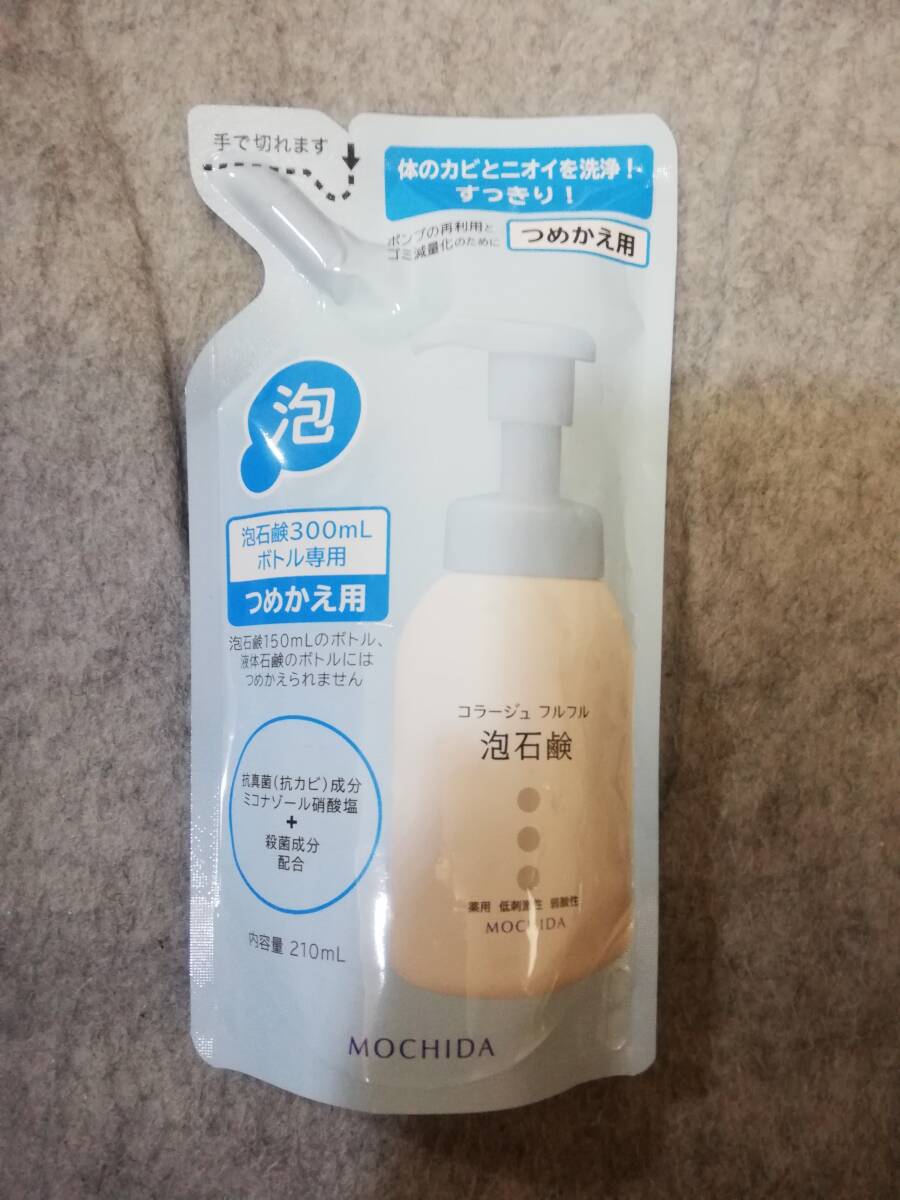 手で切れます
体のカビとニオイを洗浄!
すっきり!
ポンプの再利用と
ゴミ減量化のために
つめかえ用
泡
泡石鹸300mL
ボトル専用
つめかえ用
泡石鹸150mLのボトル、
液体石鹸のボトルには
つめかえられません
抗真菌(抗カビ)成分
ミコナゾール硝酸塩
+
殺菌成分
配合
内容量 210mL
コラージュ フルフル
泡石鹸
薬用 低刺激性 弱酸性
MOCHIDA
MOCHIDA